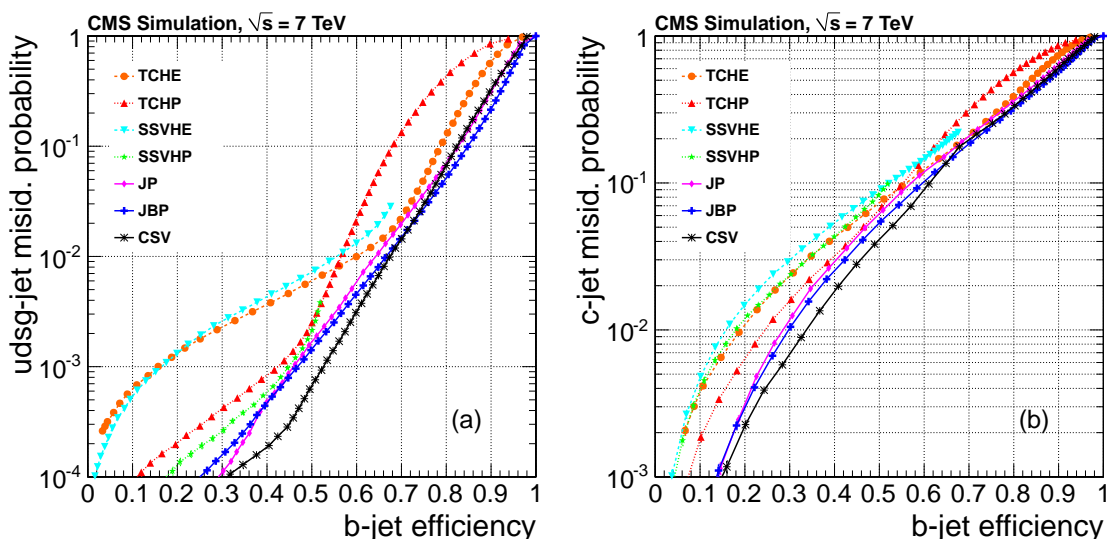 CMS Simulation, √s = 7 TeV
udsg-jet misid. probability
1
10⁻¹
10⁻²
10⁻³
10⁻⁴
TCHE
TCHP
SSVHE
SSVHP
JP
JBP
CSV
(a)
0 0.1 0.2 0.3 0.4 0.5 0.6 0.7 0.8 0.9 1
b-jet efficiency
CMS Simulation, √s = 7 TeV
c-jet misid. probability
1
10⁻¹
10⁻²
10⁻³
TCHE
TCHP
SSVHE
SSVHP
JP
JBP
CSV
(b)
0 0.1 0.2 0.3 0.4 0.5 0.6 0.7 0.8 0.9 1
b-jet efficiency